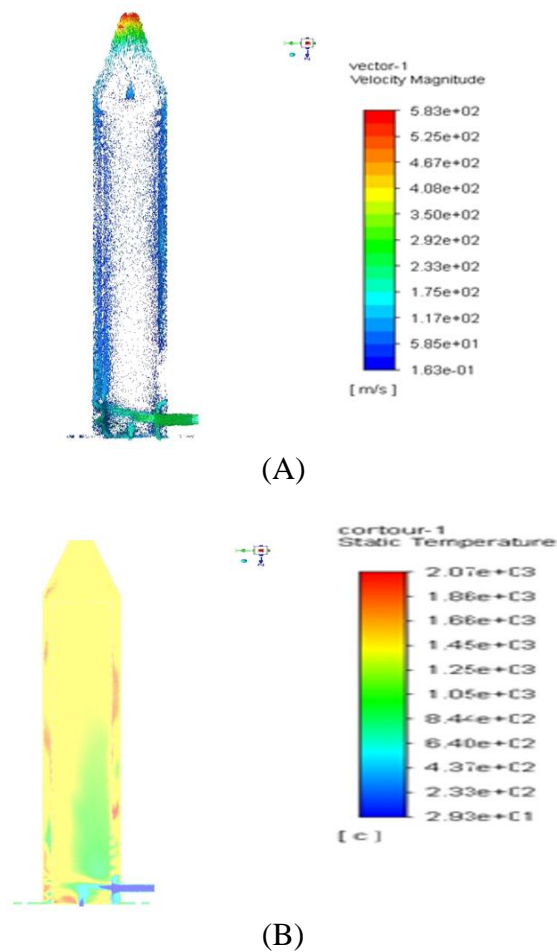 vector-1
Velocity Magnitude
5.83e+02
5.25e+02
4.67e+02
4.08e+02
3.50e+02
2.92e+02
2.33e+02
1.75e+02
1.17e+02
5.85e+01
1.63e-01
[ m/s ]
(A)
contour-1
Static Temperature
2.07e+03
1.86e+03
1.66e+03
1.45e+03
1.25e+03
1.05e+03
8.44e+02
6.40e+02
4.37e+02
2.33e+02
2.93e+01
[ c ]
(B)